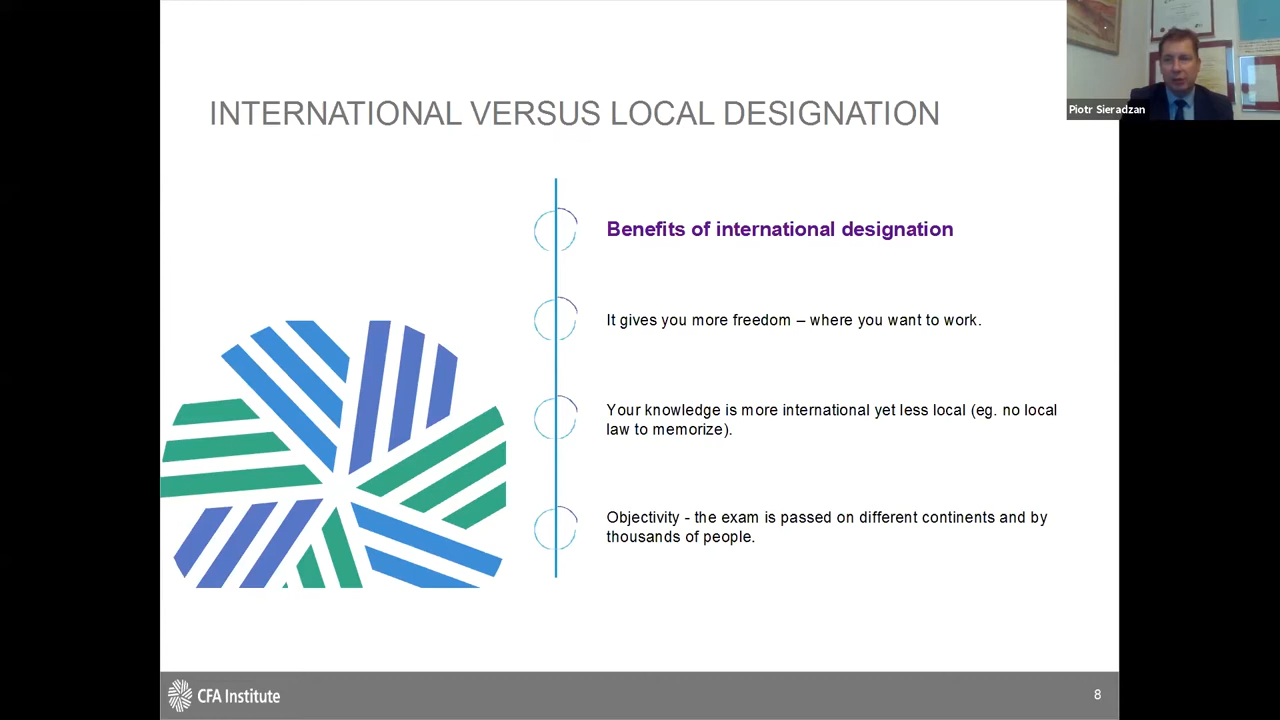 INTERNATIONAL VERSUS LOCAL DESIGNATION
Piotr Sieradzan
Benefits of international designation
It gives you more freedom – where you want to work.
Your knowledge is more international yet less local (eg. no local
law to memorize).
Objectivity - the exam is passed on different continents and by
thousands of people.
CFA Institute
8